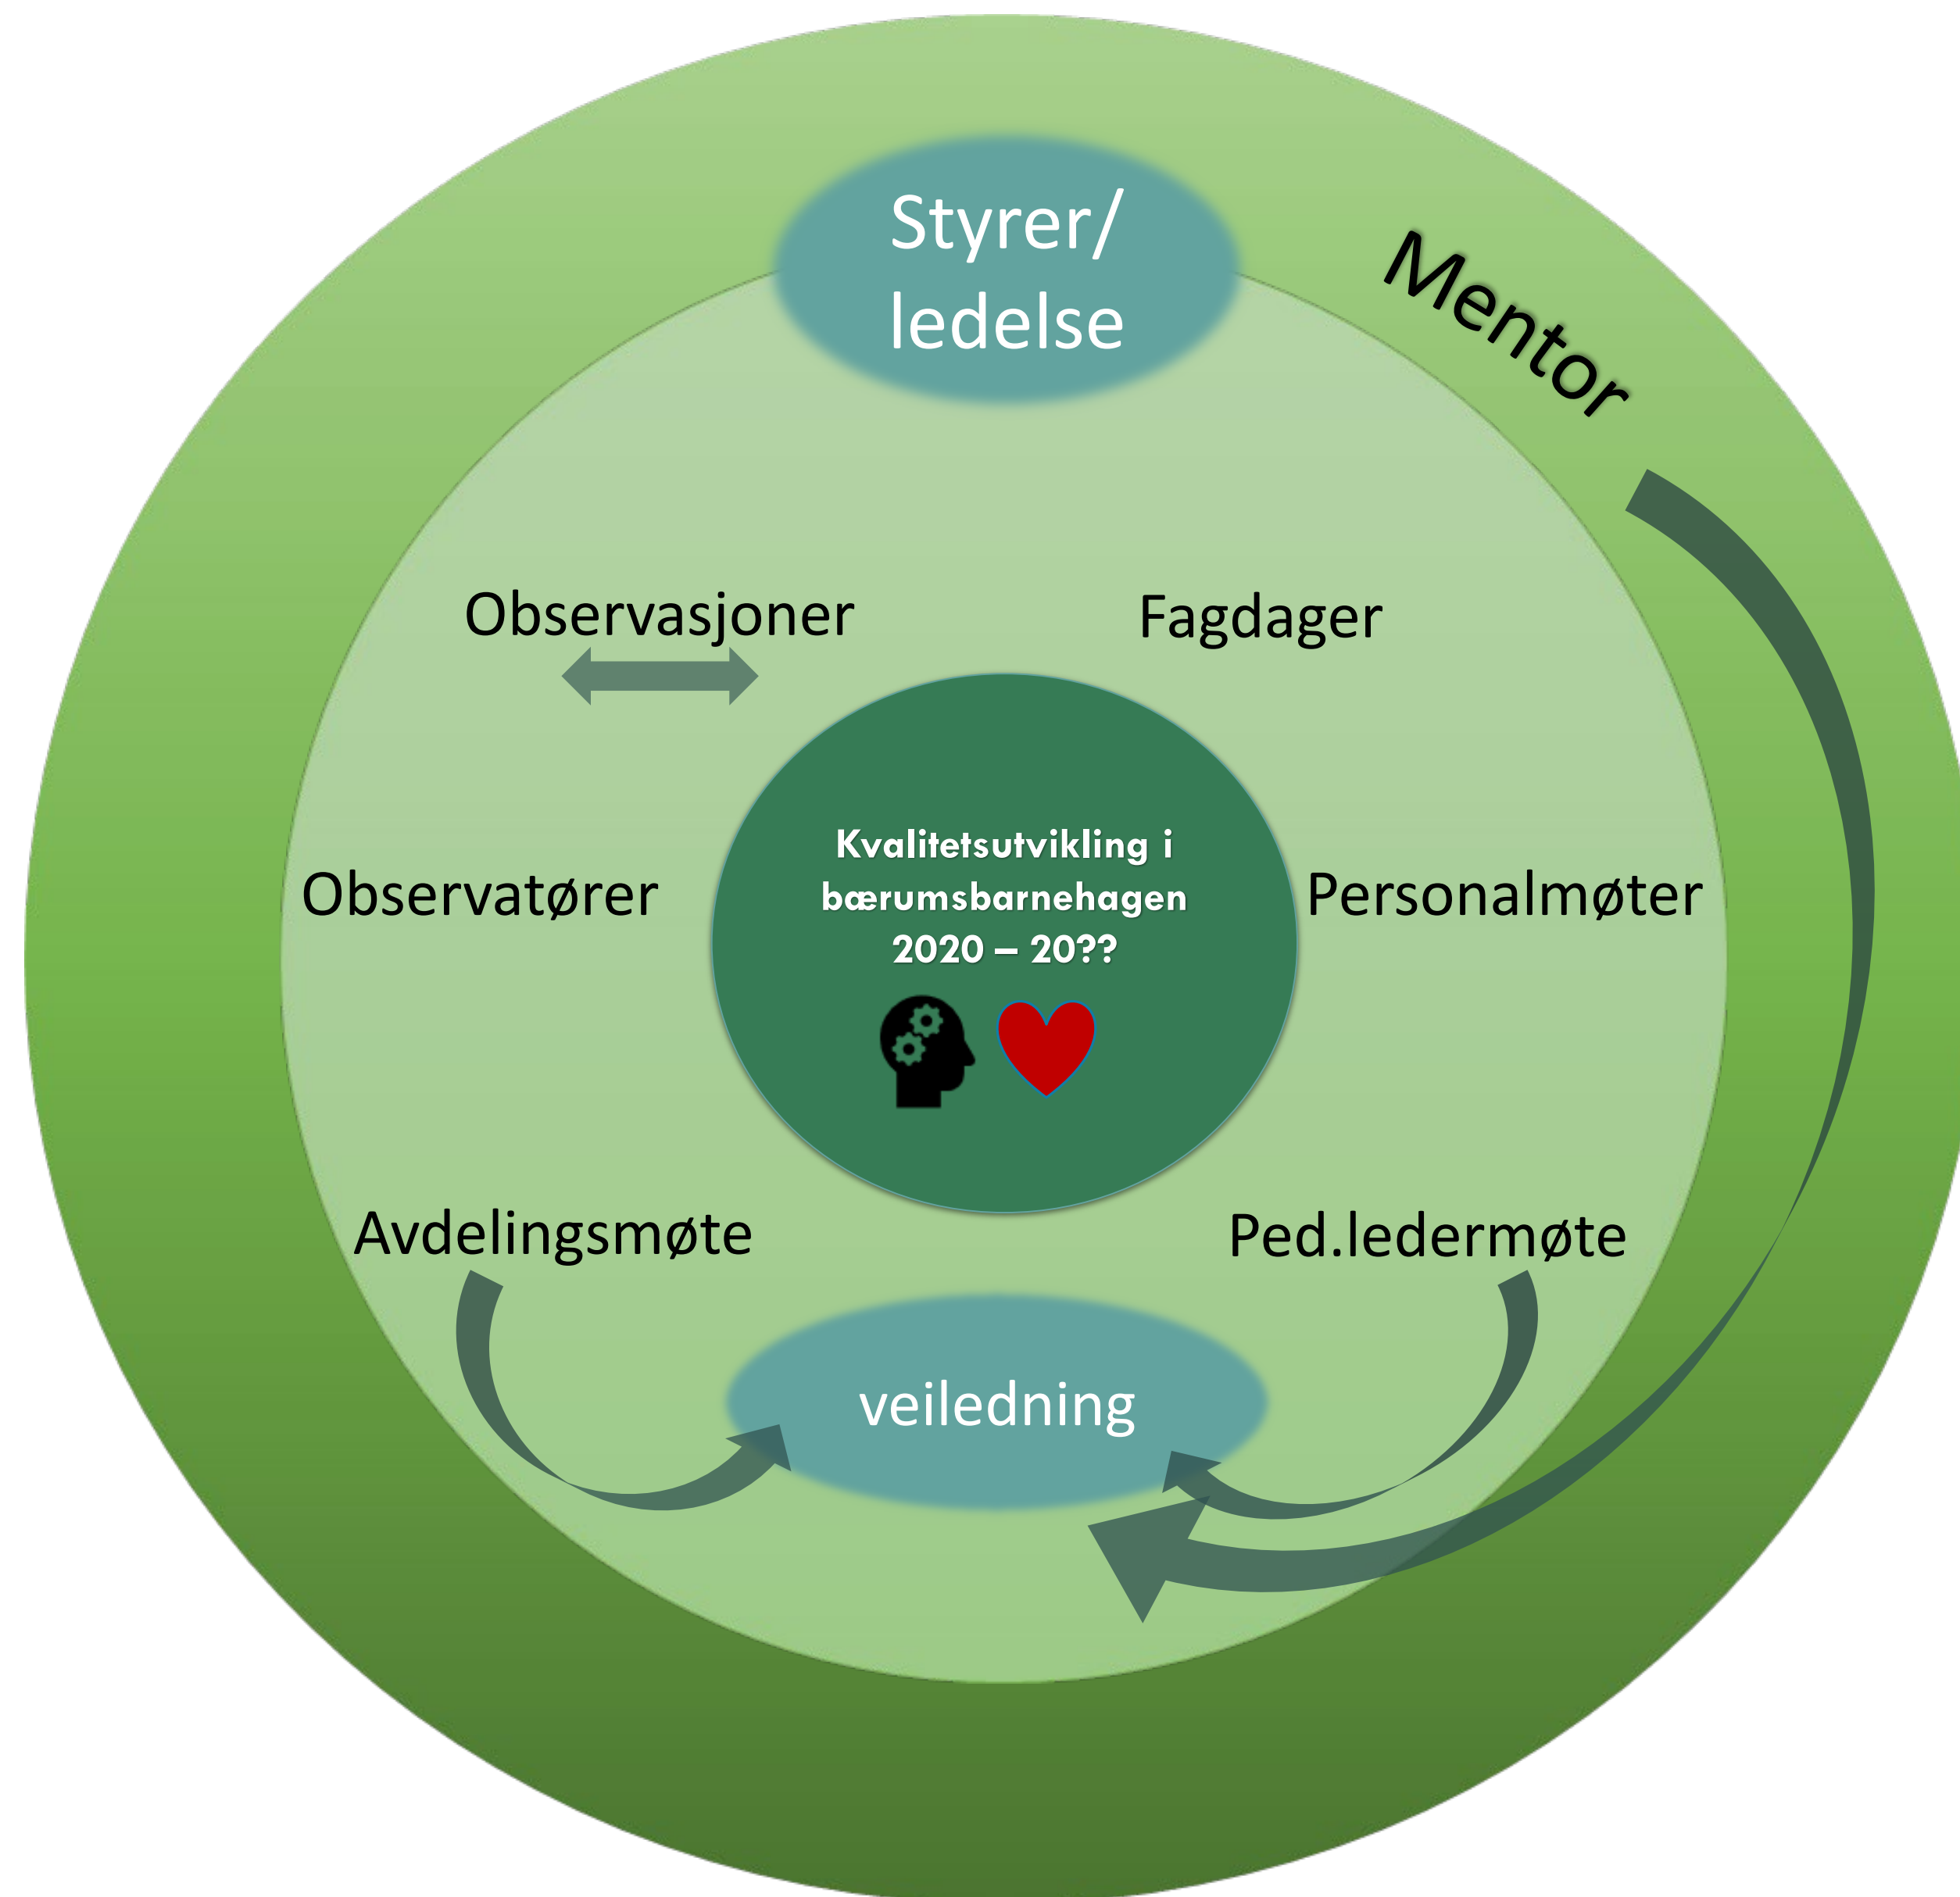 Styrer/
ledelse
Mentor
Observasjoner
Fagdager
Kvalitetsutvikling i
bærumsbarnehagen
2020 – 20??
Observatører
Personalmøter
Avdelingsmøte
Ped.ledermøte
veiledning